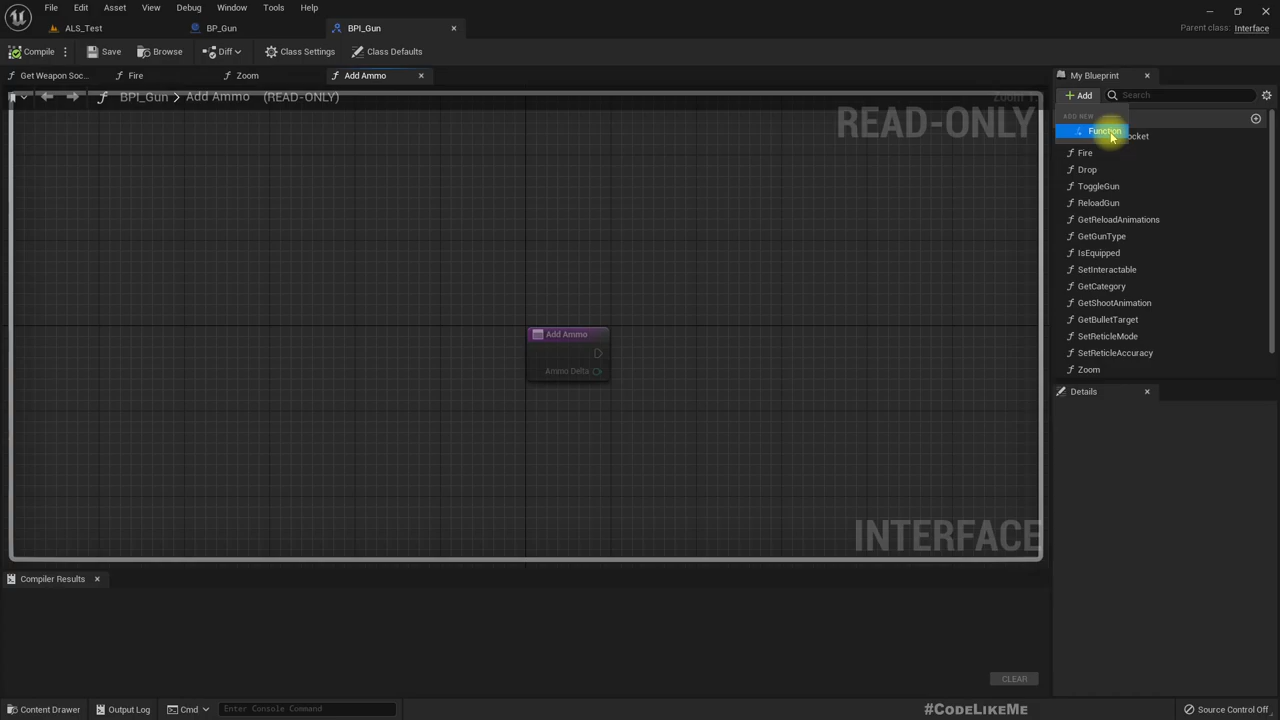 File Edit Asset View Debug Window Tools Help
ALS_Test BP_Gun BPI_Gun Parent class: Interface
Compile Save Browse Diff Class Settings Class Defaults
Get Weapon Soc... Fire Zoom Add Ammo My Blueprint
BPI_Gun > Add Ammo (READ-ONLY)
+ Add Search
READ-ONLY
ADD NEW
Function
ocket
Fire
Drop
ToggleGun
ReloadGun
GetReloadAnimations
GetGunType
IsEquipped
SetInteractable
GetCategory
GetShootAnimation
GetBulletTarget
SetReticleMode
SetReticleAccuracy
Zoom
Add Ammo
Ammo Delta
Details
INTERFACE
Compiler Results
CLEAR
Content Drawer Output Log Cmd Enter Console Command #CodeLikeMe Source Control Off